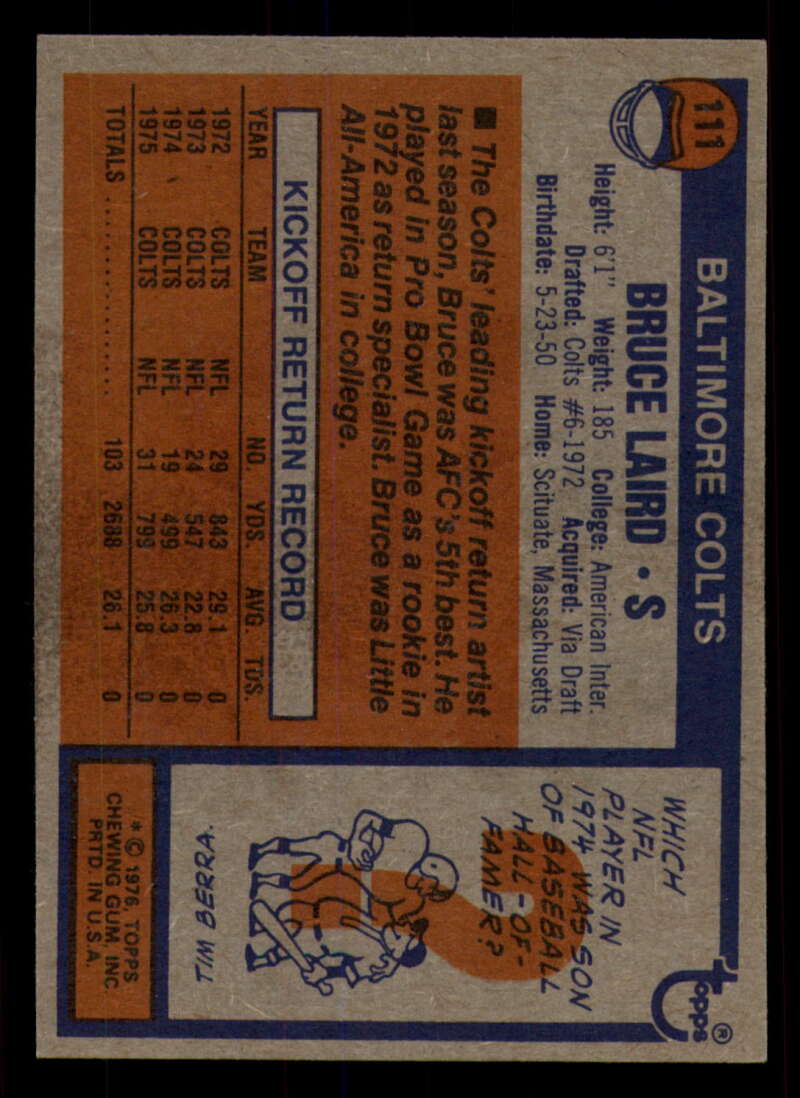 111
BALTIMORE COLTS
BRUCE LAIRD • S
Height: 6'1" Weight: 185 College: American Inter.
Drafted: Colts #6-1972 Acquired: Via Draft
Birthdate: 5-23-50 Home: Scituate, Massachusetts
■ The Colts' leading kickoff return artist
last season, Bruce was AFC's 5th best. He
played in Pro Bowl Game as a rookie in
1972 as return specialist. Bruce was Little
All-America in college.
KICKOFF RETURN RECORD
YEAR TEAM NO. YDS. AVG. TDS.
1972 COLTS NFL 29 843 29.1 0
1973 COLTS NFL 24 547 22.8 0
1974 COLTS NFL 19 499 26.3 0
1975 COLTS NFL 31 799 25.8 0
TOTALS .................... 103 2688 26.1 0
topps®
WHICH
NFL
PLAYER IN
1974 WAS SON
OF BASEBALL
HALL-OF-
FAMER?
?
TIM BERRA.
* © 1976, TOPPS
CHEWING GUM, INC.
PRTD. IN U.S.A.